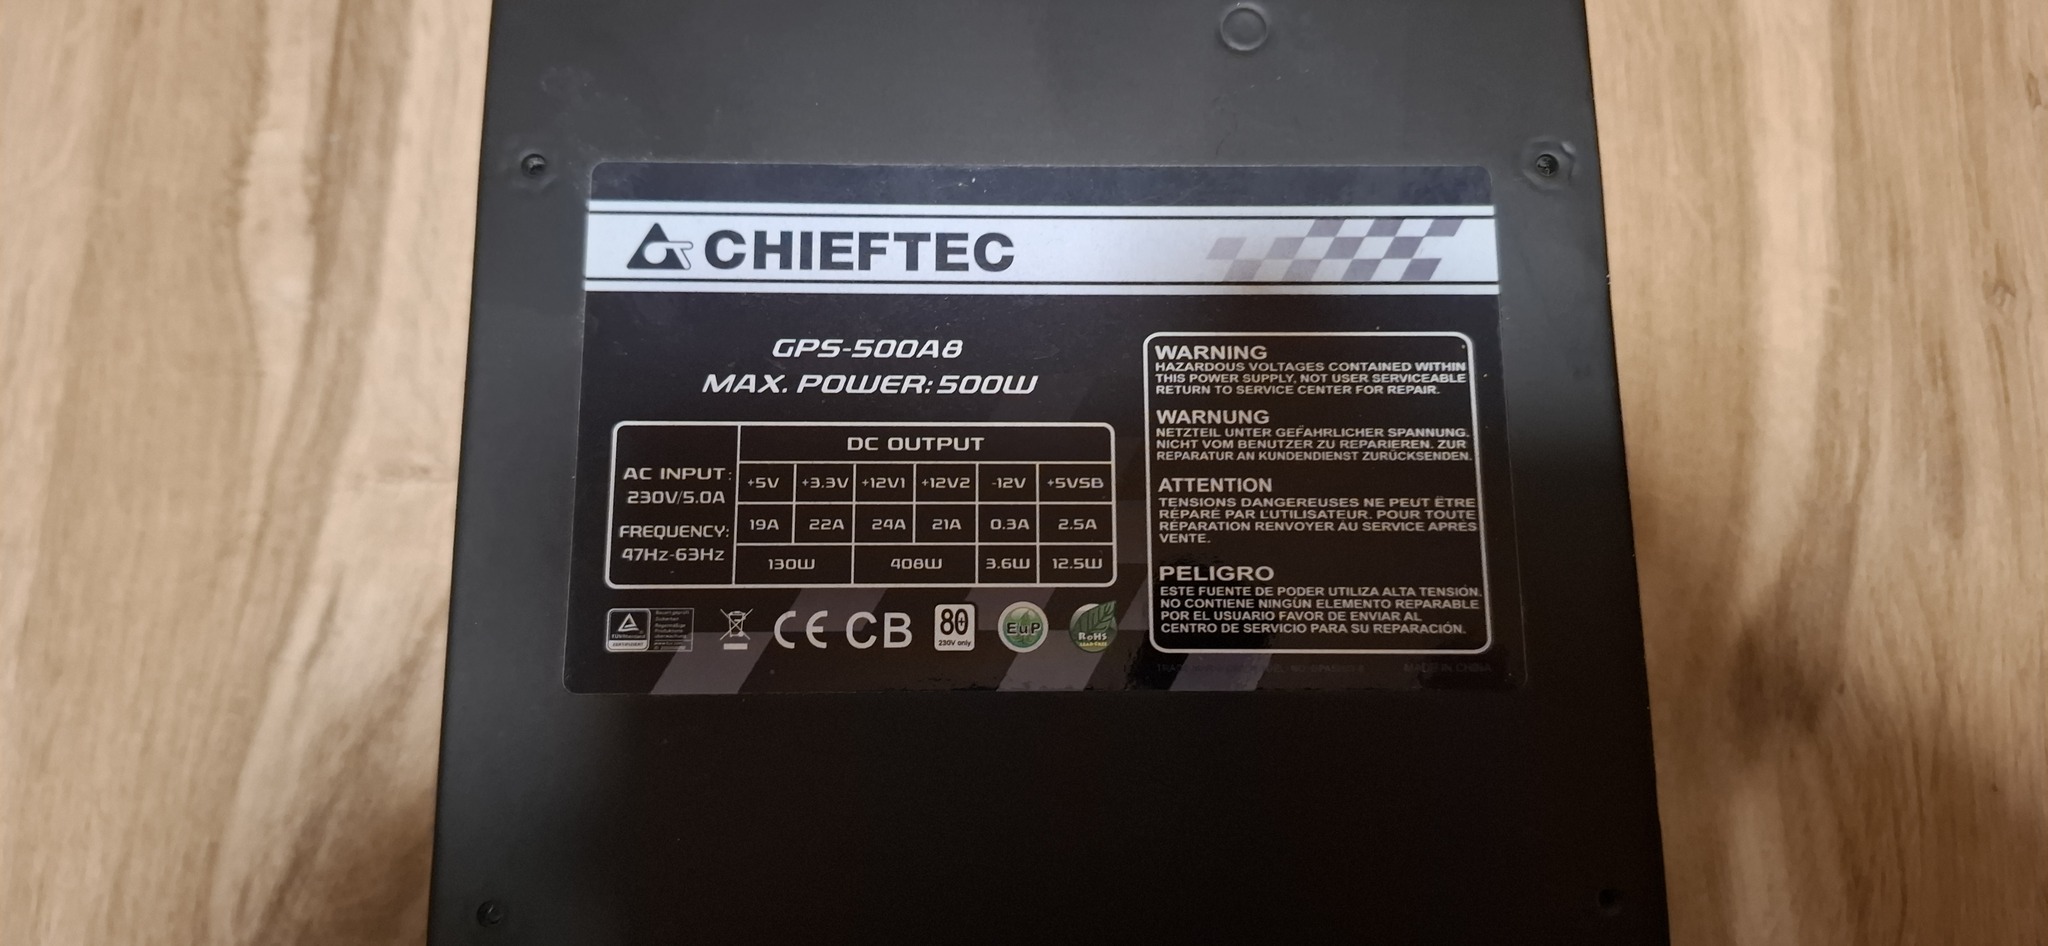 CHIEFTEC
GPS-500A8
MAX. POWER: 500W
AC INPUT:
230V/5.0A
FREQUENCY:
47Hz-63Hz
DC OUTPUT
+5V +3.3V +12V1 +12V2 -12V +5VSB
19A 22A 24A 21A 0.3A 2.5A
130W 408W 3.6W 12.5W
CE CB
80
230V only
EuP
RoHS
WARNING
HAZARDOUS VOLTAGES CONTAINED WITHIN
THIS POWER SUPPLY, NOT USER SERVICEABLE
RETURN TO SERVICE CENTER FOR REPAIR.
WARNUNG
NETZTEIL UNTER GEFÄHRLICHER SPANNUNG.
NICHT VOM BENUTZER ZU REPARIEREN. ZUR
REPARATUR AN KUNDENDIENST ZURÜCKSENDEN.
ATTENTION
TENSIONS DANGEREUSES NE PEUT ËTRE
RÉPARÉ PAR L'UTILISATEUR. POUR TOUTE
RÉPARATION RENVOYER AU SERVICE APRÈS
VENTE.
PELIGRO
ESTE FUENTE DE PODER UTILIZA ALTA TENSIÓN.
NO CONTIENE NINGÚN ELEMENTO REPARABLE
POR EL USUARIO FAVOR DE ENVIAR AL
CENTRO DE SERVICIO PARA SU REPARACIÓN.
MADE IN CHINA